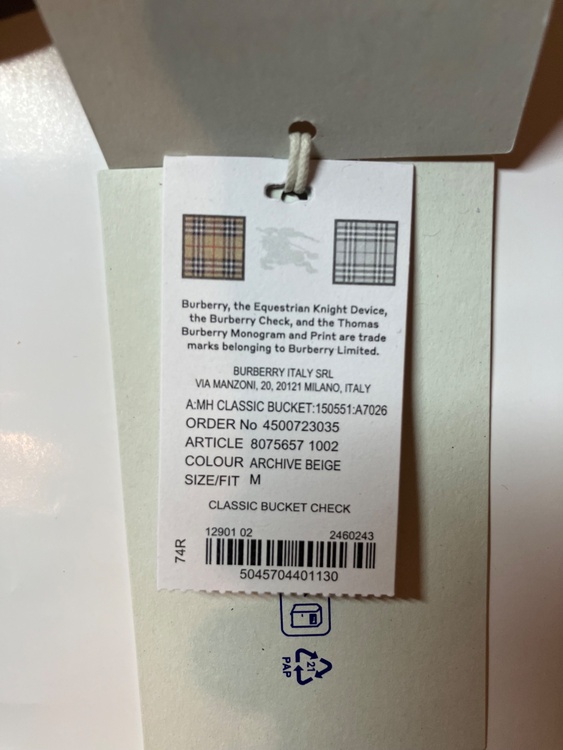 Burberry, the Equestrian Knight Device,
the Burberry Check, and the Thomas
Burberry Monogram and Print are trade
marks belonging to Burberry Limited.
BURBERRY ITALY SRL
VIA MANZONI, 20, 20121 MILANO, ITALY
A:MH CLASSIC BUCKET:150551:A7026
ORDER No 4500723035
ARTICLE 8075657 1002
COLOUR ARCHIVE BEIGE
SIZE/FIT M
CLASSIC BUCKET CHECK
74R
12901 02 2460243
5045704401130
21
PAP